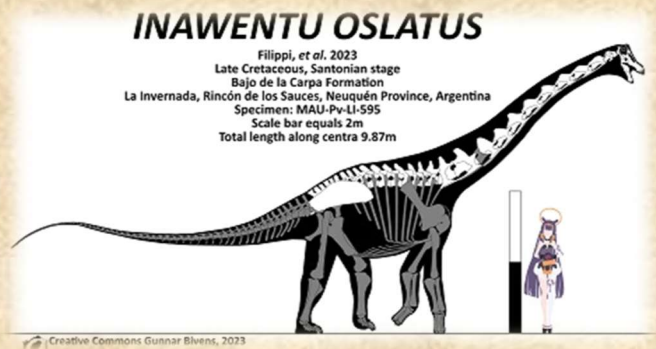 INAWENTU OSLATUS
Filippi, et al. 2023
Late Cretaceous, Santonian stage
Bajo de la Carpa Formation
La Invernada, Rincón de los Sauces, Neuquén Province, Argentina
Specimen: MAU-Pv-LI-595
Scale bar equals 2m
Total length along centra 9.87m
Creative Commons Gunnar Bivens, 2023